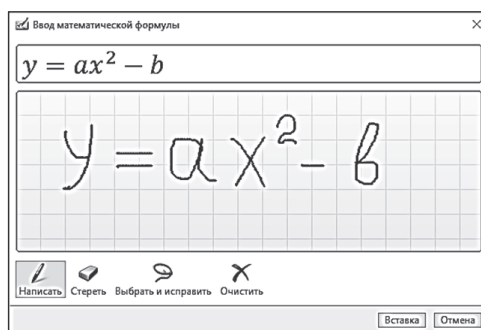 Ввод математической формулы
y = ax² − b
y = ax² - b
Написать Стереть Выбрать и исправить Очистить
Вставка Отмена